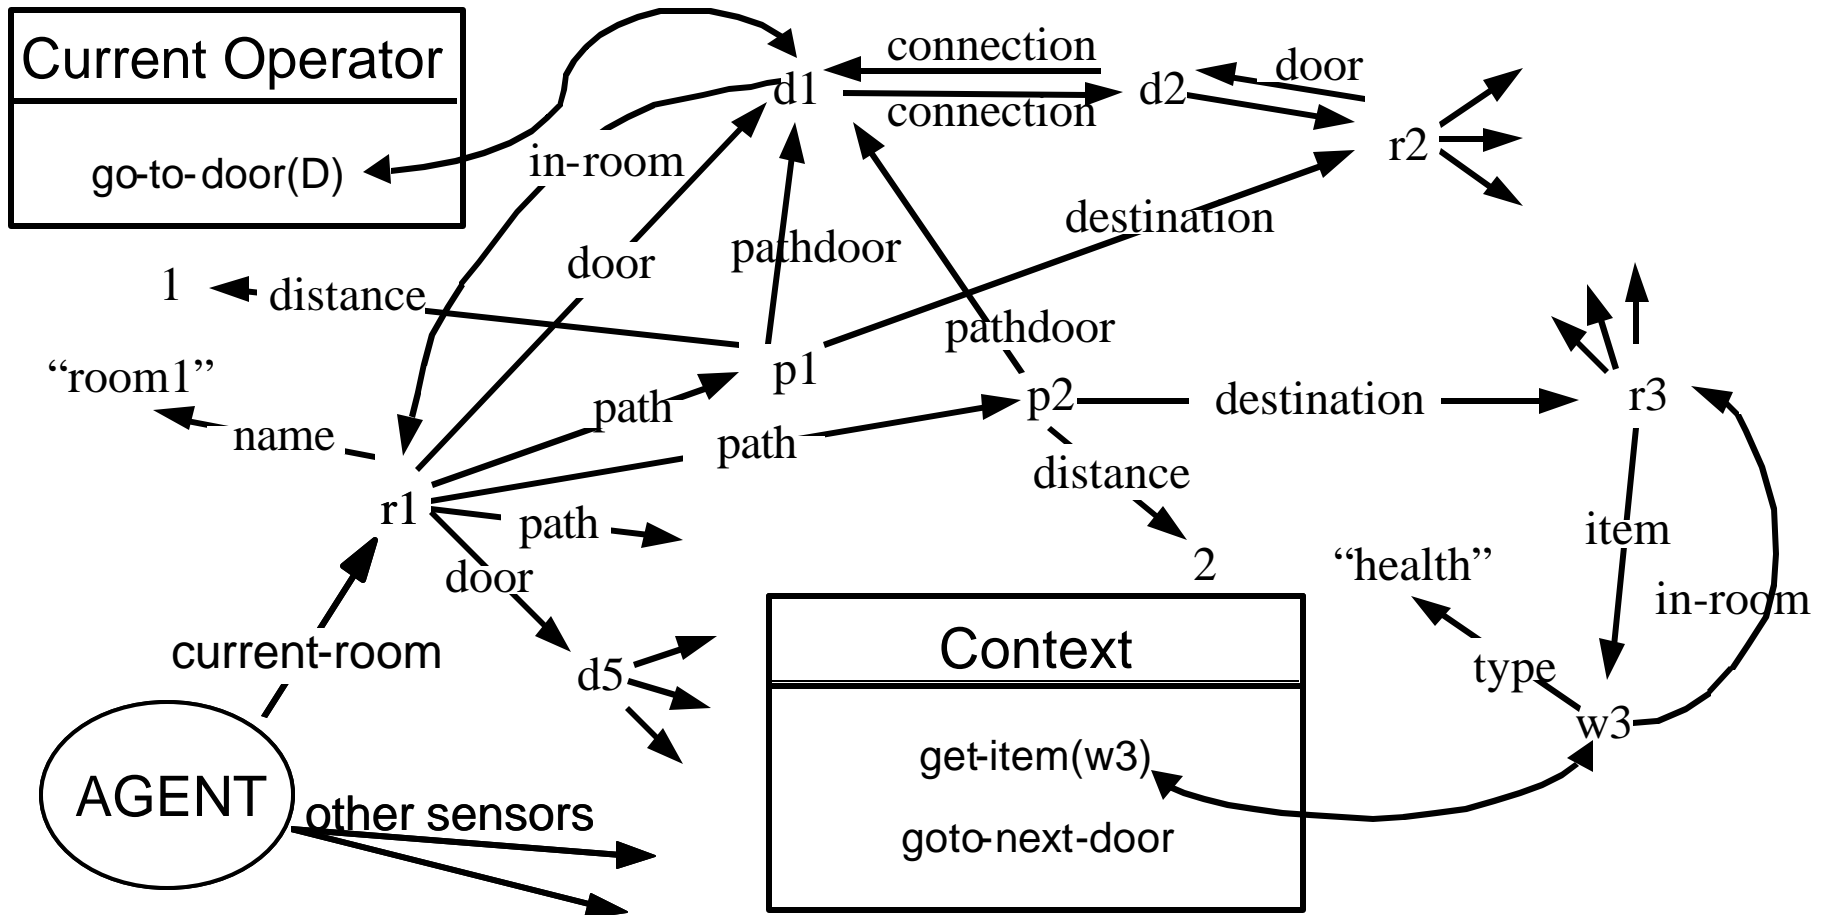 Current Operator
go-to-door(D)
d1
connection
connection
d2
door
r2
in-room
door
pathdoor
destination
1
distance
pathdoor
“room1”
p1
path
p2
destination
r3
name
path
distance
r1
path
item
door
2
“health”
in-room
current-room
d5
Context
type
w3
get-item(w3)
AGENT
other sensors
goto-next-door